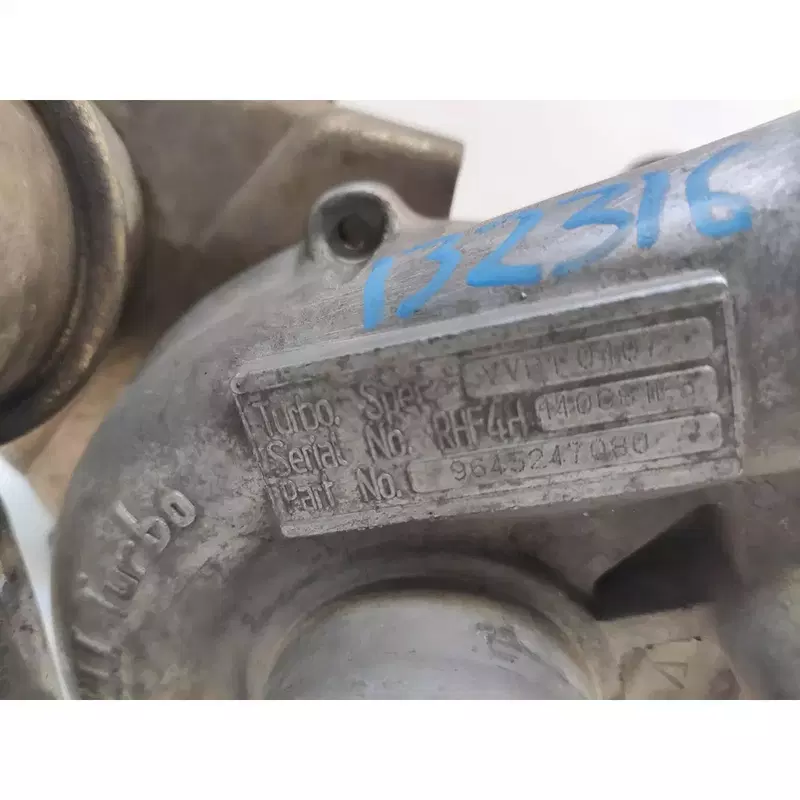 132316
Turbo. Spec.
Serial No. RHF4H
Part No. 9645247080
Turbo